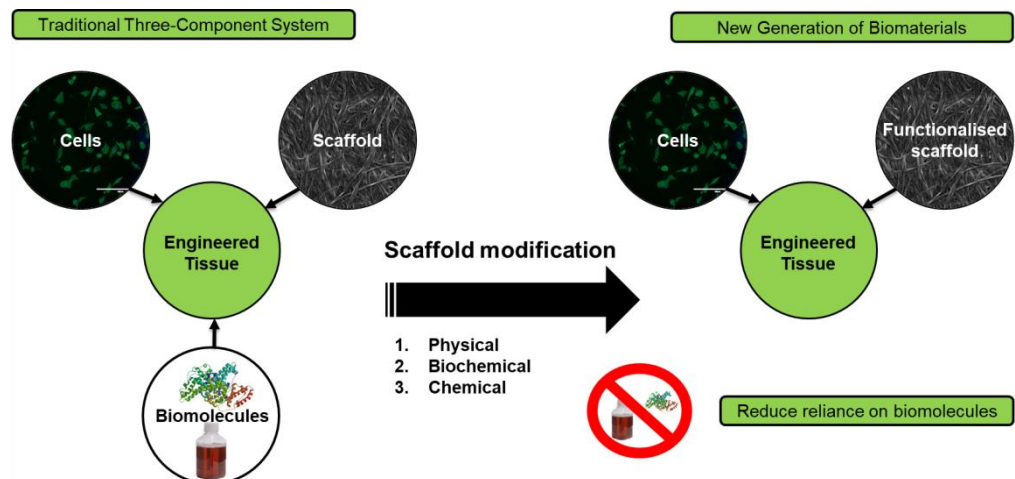 Traditional Three-Component System
New Generation of Biomaterials
Cells
Scaffold
Engineered
Tissue
Biomolecules
Scaffold modification
1. Physical
2. Biochemical
3. Chemical
Cells
Functionalised
scaffold
Engineered
Tissue
Reduce reliance on biomolecules